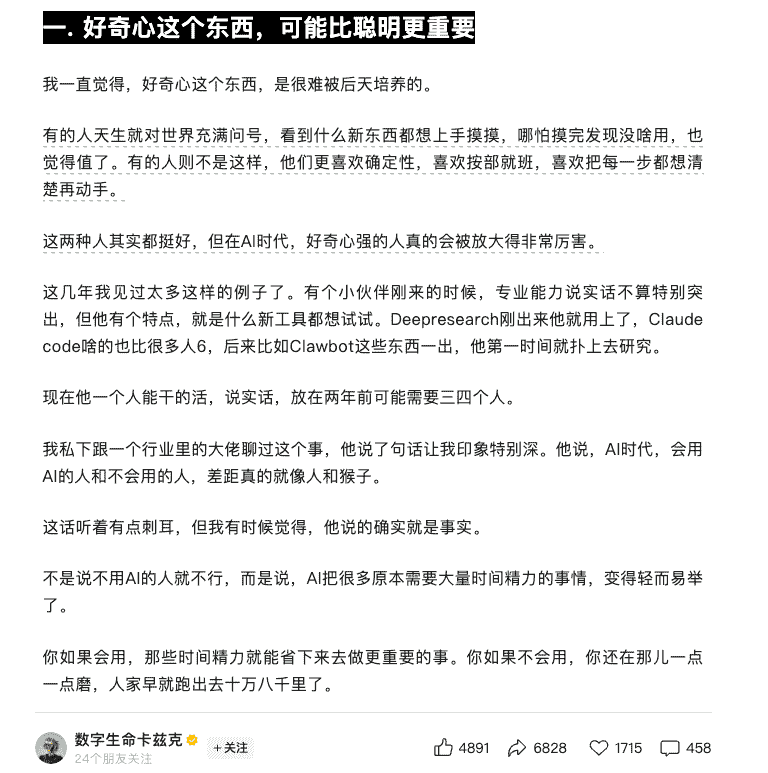 一. 好奇心这个东西，可能比聪明更重要
我一直觉得，好奇心这个东西，是很难被后天培养的。
有的人天生就对世界充满问号，看到什么新东西都想上手摸摸，哪怕摸完发现没啥用，也
觉得值了。有的人则不是这样，他们更喜欢确定性，喜欢按部就班，喜欢把每一步都想清
楚再动手。
这两种人其实都挺好，但在AI时代，好奇心强的人真的会被放大得非常厉害。
这几年我见过太多这样的例子了。有个小伙伴刚来的时候，专业能力说实话不算特别突
出，但他有个特点，就是什么新工具都想试试。Deepresearch刚出来他就用上了，Claude
code啥的也比很多人6，后来比如Clawbot这些东西一出，他第一时间就扑上去研究。
现在他一个人能干的活，说实话，放在两年前可能需要三四个人。
我私下跟一个行业里的大佬聊过这个事，他说了句话让我印象特别深。他说，AI时代，会用
AI的人和不会用的人，差距真的就像人和猴子。
这话听着有点刺耳，但我有时候觉得，他说的确实就是事实。
不是说不用AI的人就不行，而是说，AI把很多原本需要大量时间精力的事情，变得轻而易举
了。
你如果会用，那些时间精力就能省下来去做更重要的事。你如果不会用，你还在那儿一点
一点磨，人家早就跑出去十万八千里了。
数字生命卡兹克
24个朋友关注
+关注
4891 6828 1715 458